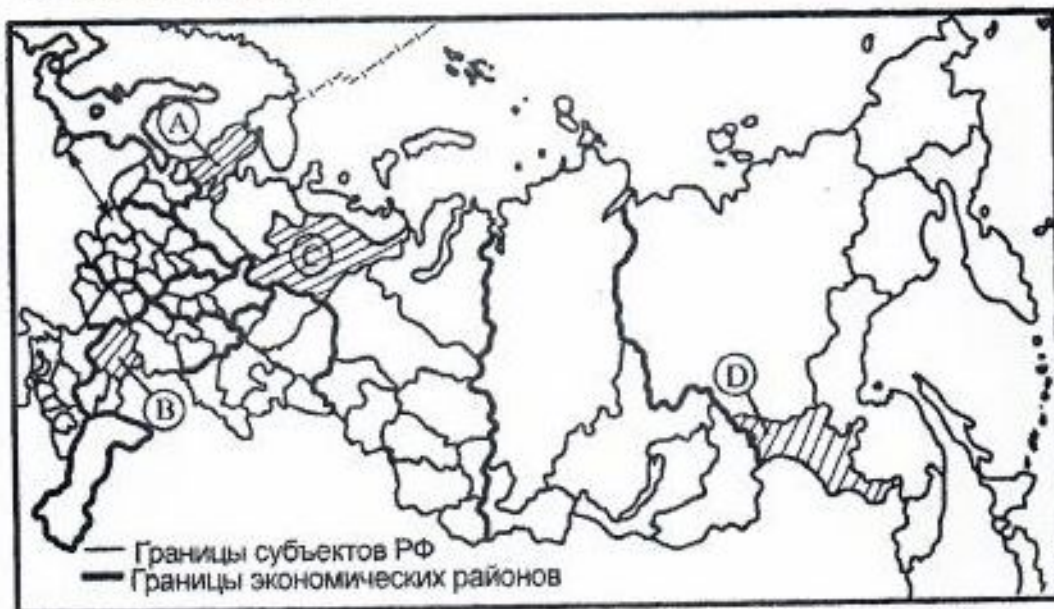 A
C
D
B
Границы субъектов РФ
Границы экономических районов